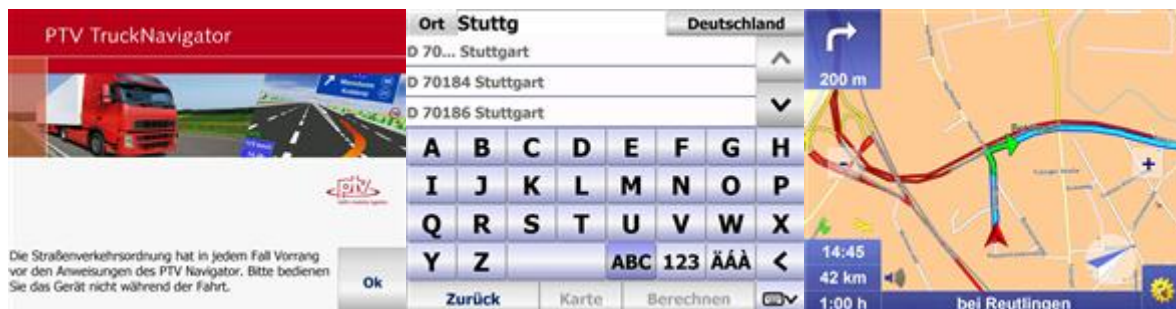 PTV TruckNavigator
ptv
Die Straßenverkehrsordnung hat in jedem Fall Vorrang
vor den Anweisungen des PTV Navigator. Bitte bedienen
Sie das Gerät nicht während der Fahrt.
Ok
Ort Stuttg Deutschland
D 70... Stuttgart
D 70184 Stuttgart
D 70186 Stuttgart
A B C D E F G H
I J K L M N O P
Q R S T U V W X
Y Z ABC 123 ÄÁÀ <
Zurück Karte Berechnen
200 m
- +
14:45
42 km
1:00 h bei Reutlingen